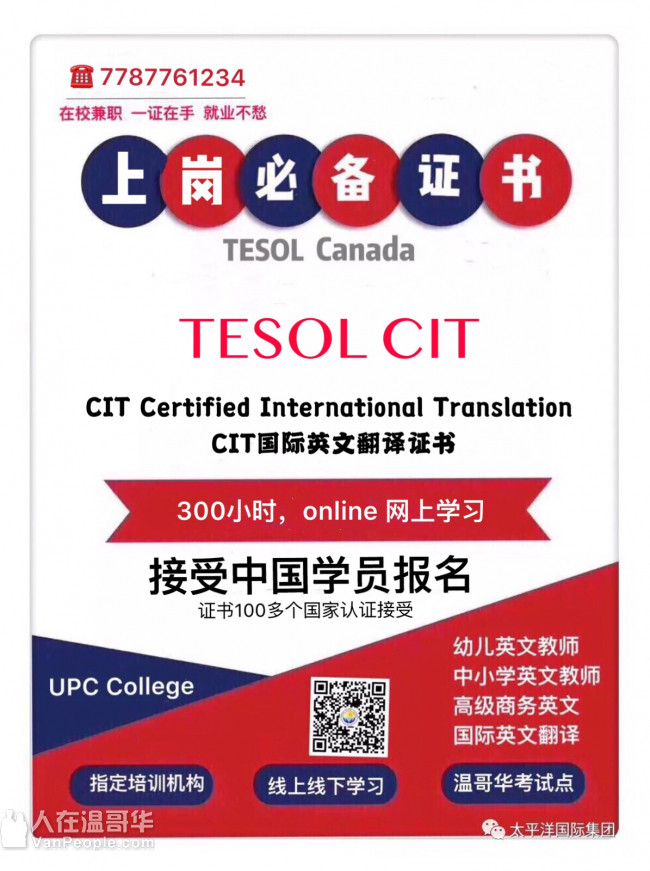 ☎ 7787761234
在校兼职 一证在手 就业不愁
上岗必备证书
TESOL Canada
TESOL CIT
CIT Certified International Translation
CIT国际英文翻译证书
300小时，online 网上学习
接受中国学员报名
证书100多个国家认证接受
幼儿英文教师
中小学英文教师
高级商务英文
国际英文翻译
UPC College
指定培训机构
线上线下学习
温哥华考试点
人在温哥华
VanPeople.com
太平洋国际集团